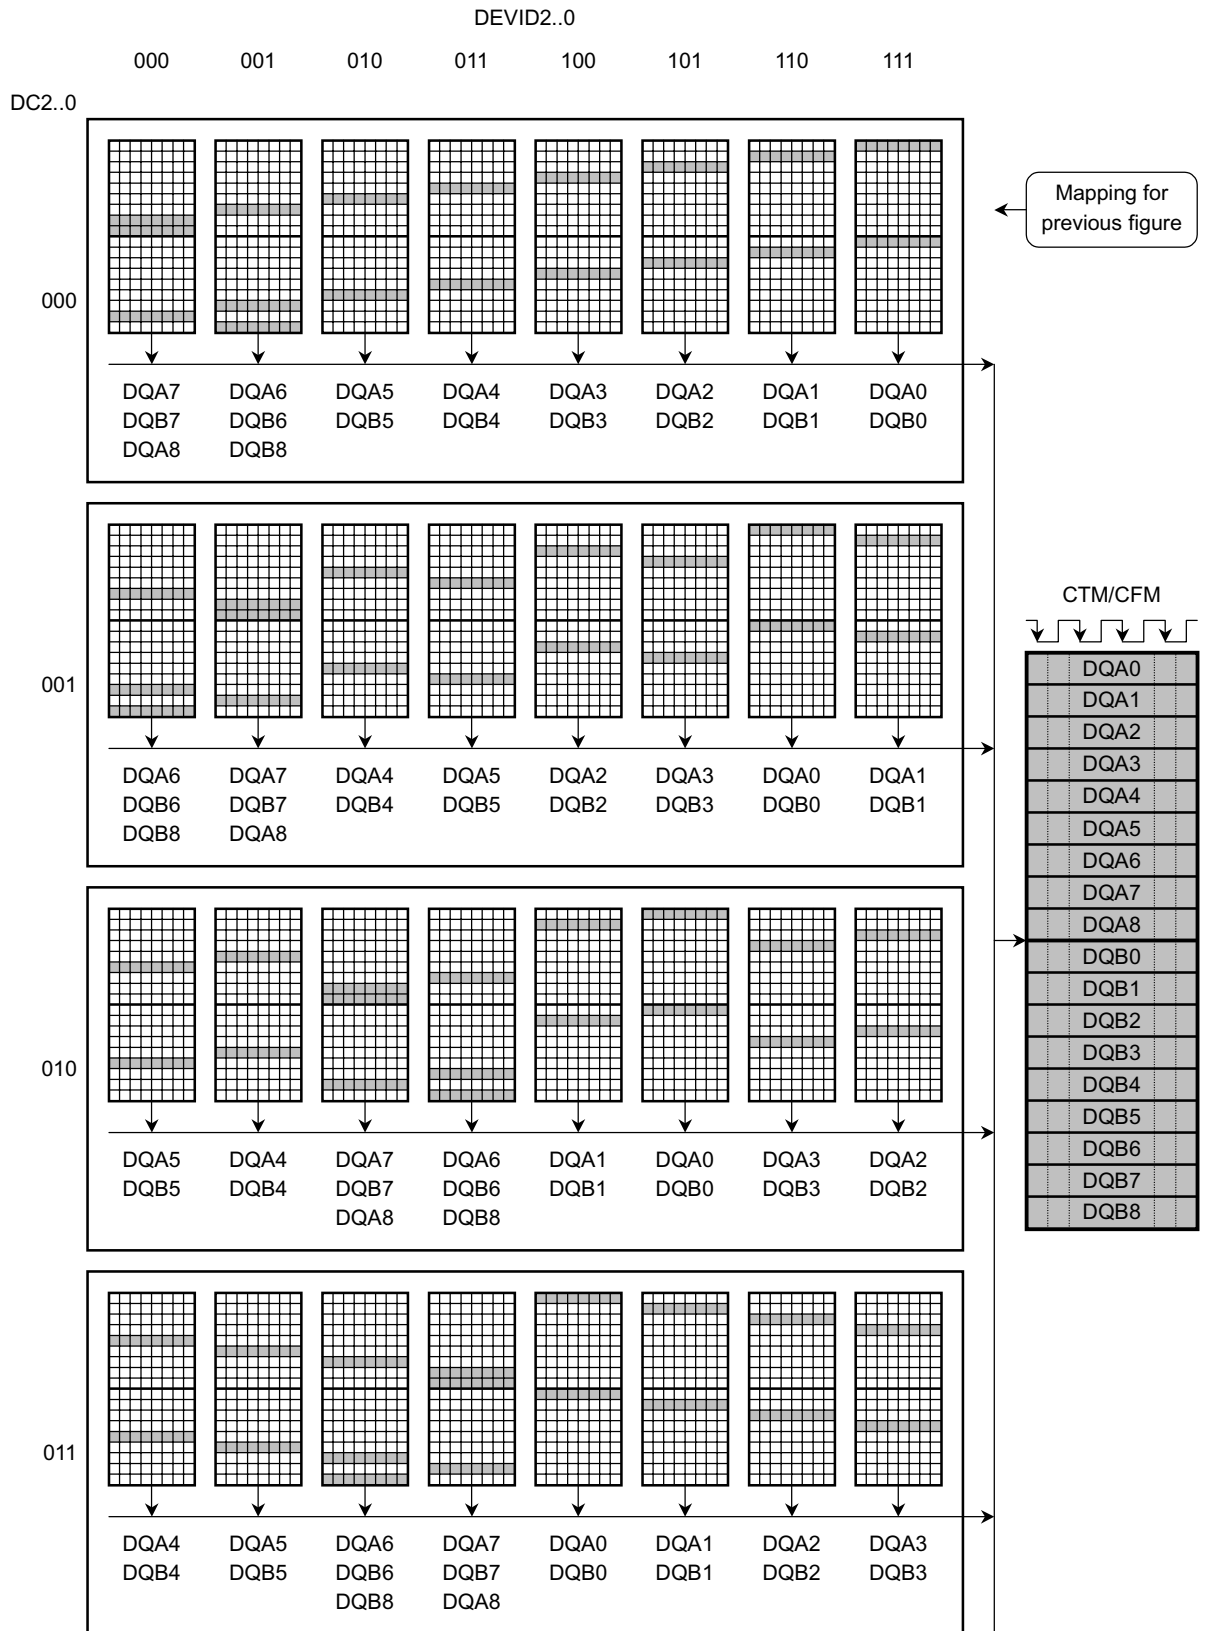 DEVID2..0
000 001 010 011 100 101 110 111
DC2..0
Mapping for
previous figure
000
DQA7 DQA6 DQA5 DQA4 DQA3 DQA2 DQA1 DQA0
DQB7 DQB6 DQB5 DQB4 DQB3 DQB2 DQB1 DQB0
DQA8 DQB8
001
DQA6 DQA7 DQA4 DQA5 DQA2 DQA3 DQA0 DQA1
DQB6 DQB7 DQB4 DQB5 DQB2 DQB3 DQB0 DQB1
DQB8 DQA8
010
DQA5 DQA4 DQA7 DQA6 DQA1 DQA0 DQA3 DQA2
DQB5 DQB4 DQB7 DQB6 DQB1 DQB0 DQB3 DQB2
DQA8 DQB8
011
DQA4 DQA5 DQA6 DQA7 DQA0 DQA1 DQA2 DQA3
DQB4 DQB5 DQB6 DQB7 DQB0 DQB1 DQB2 DQB3
DQB8 DQA8
CTM/CFM
DQA0
DQA1
DQA2
DQA3
DQA4
DQA5
DQA6
DQA7
DQA8
DQB0
DQB1
DQB2
DQB3
DQB4
DQB5
DQB6
DQB7
DQB8